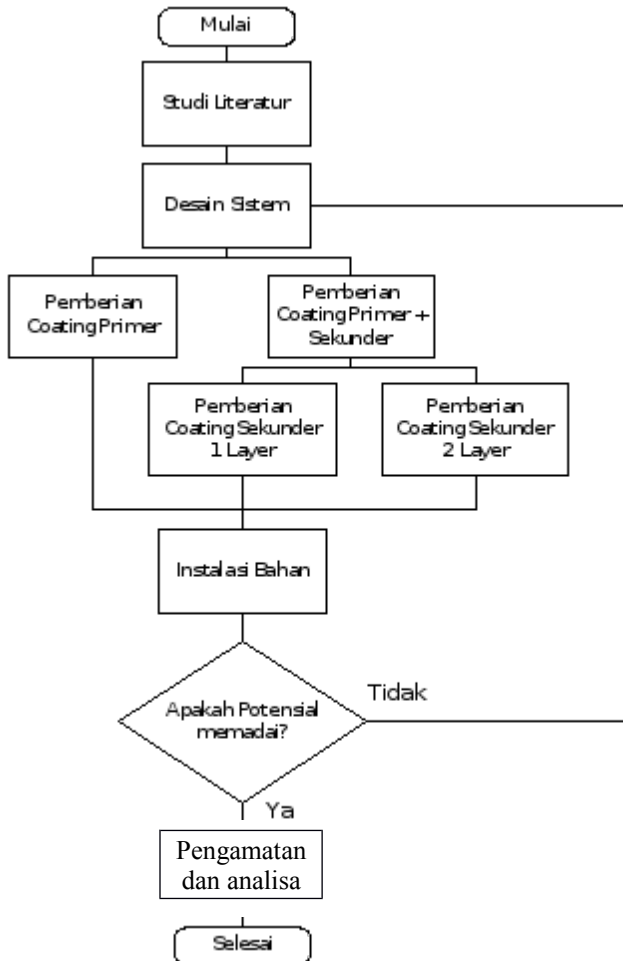 Mulai
Studi Literatur
Desain Sistem
Pemberian
Coating Primer
Pemberian
Coating Primer +
Sekunder
Pemberian
Coating Sekunder
1 Layer
Pemberian
Coating Sekunder
2 Layer
Instalasi Bahan
Apakah Potensial
memadai?
Tidak
Ya
Pengamatan
dan analisa
Selesai